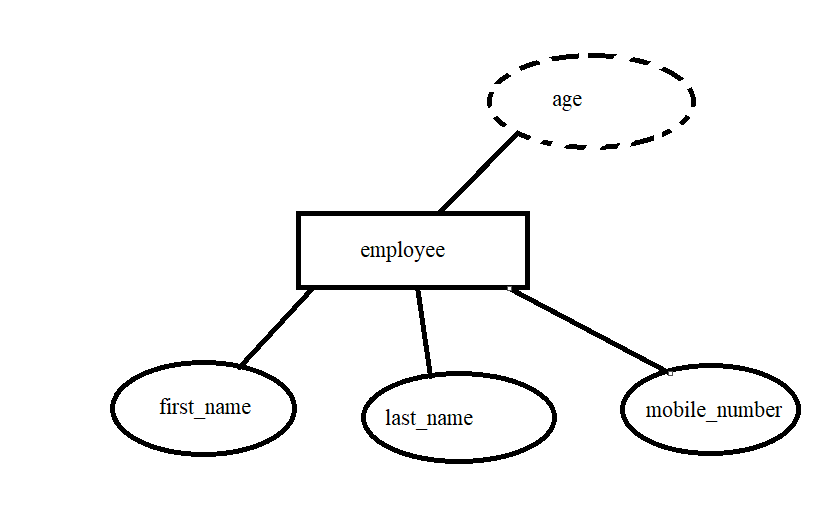 age
employee
first_name
last_name
mobile_number